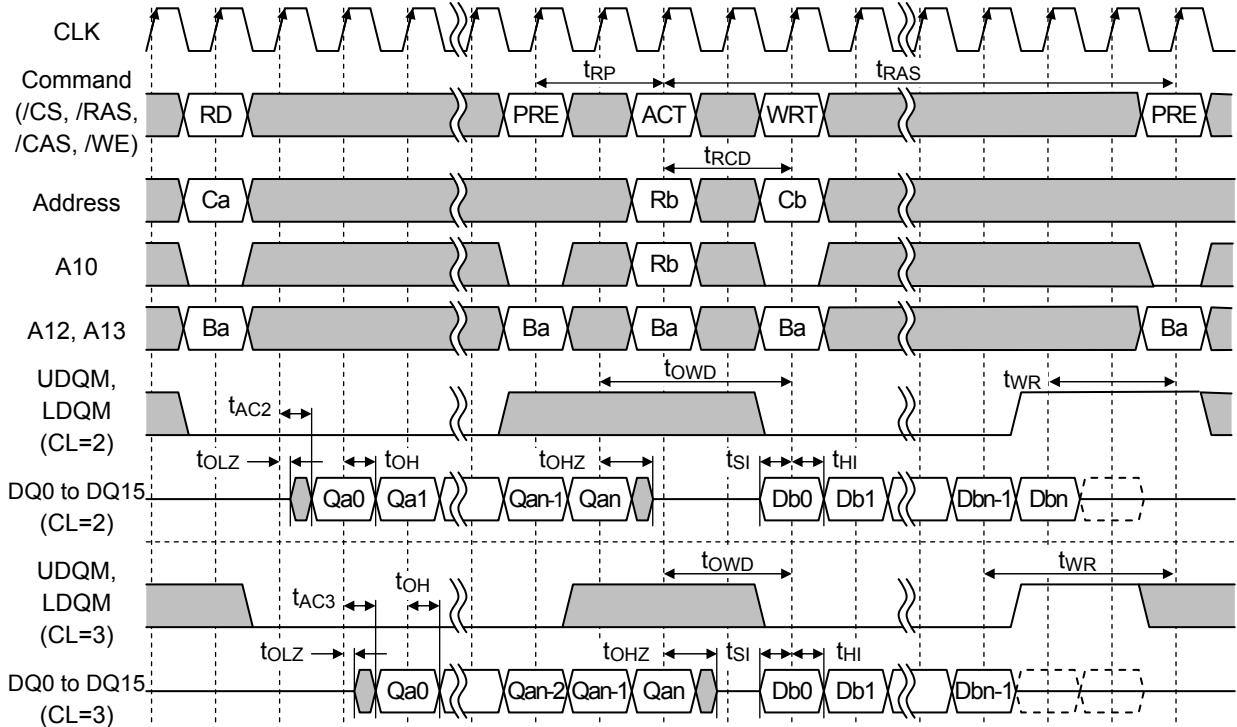 CLK
Command
(/CS, /RAS,
/CAS, /WE)
tRP
tRAS
RD
PRE
ACT
WRT
PRE
tRCD
Address
Ca
Rb
Cb
A10
Rb
A12, A13
Ba
Ba
Ba
Ba
Ba
UDQM,
LDQM
(CL=2)
tOWD
tWR
tAC2
tOLZ
tOH
tOHZ
tSI
tHI
DQ0 to DQ15
(CL=2)
Qa0
Qa1
Qan-1
Qan
Db0
Db1
Dbn-1
Dbn
UDQM,
LDQM
(CL=3)
tOWD
tWR
tAC3
tOH
tOLZ
tOHZ
tSI
tHI
DQ0 to DQ15
(CL=3)
Qa0
Qan-2
Qan-1
Qan
Db0
Db1
Dbn-1